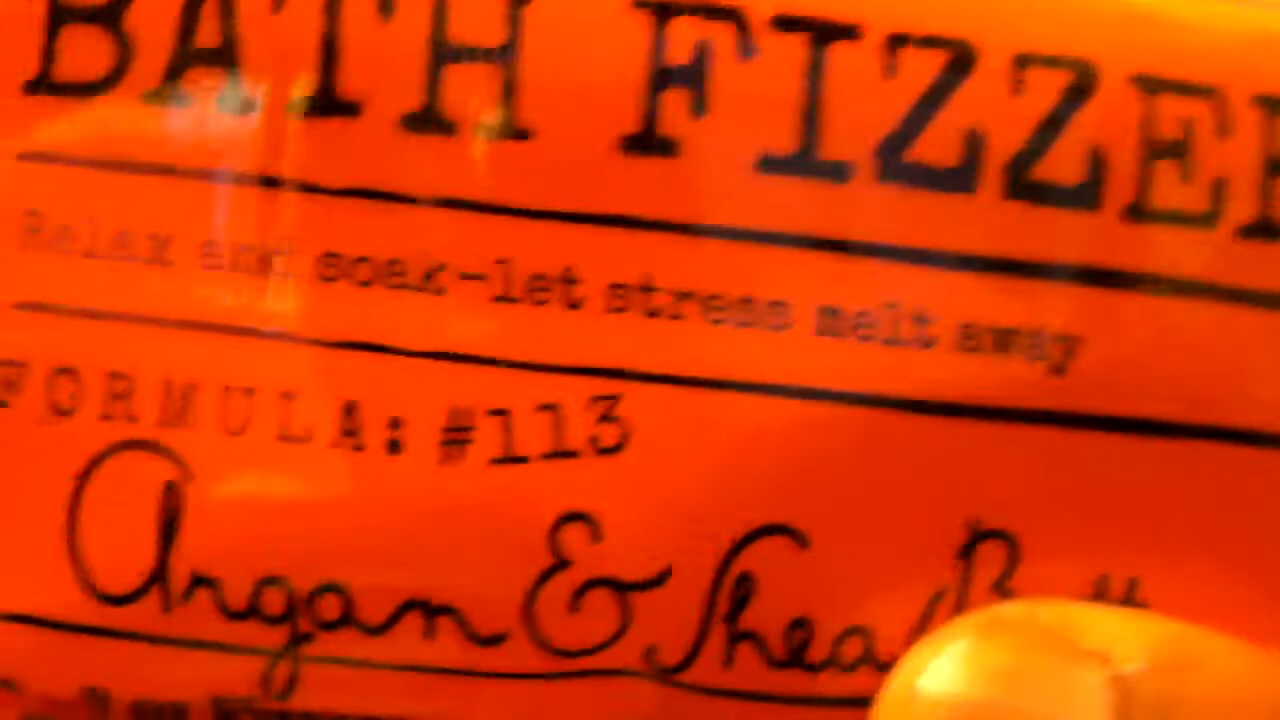 BATH FIZZE
Relax and soak-let stress melt away
FORMULA: #113
Argan & Shea